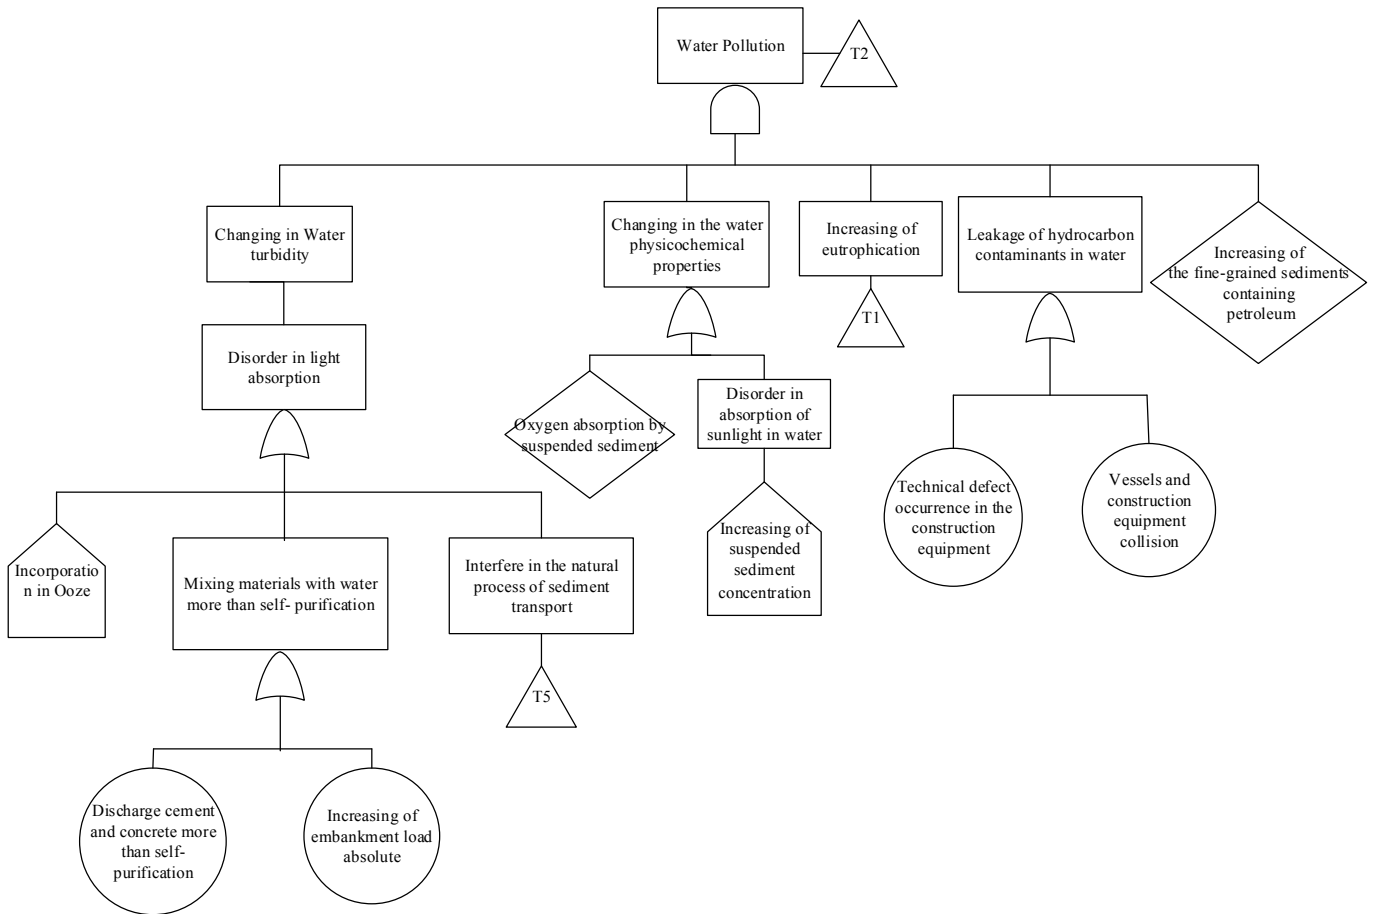 Water Pollution
T2
Changing in Water
turbidity
Changing in the water
physicochemical
properties
Increasing of
eutrophication
Leakage of hydrocarbon
contaminants in water
Increasing of
the fine-grained sediments
containing
petroleum
T1
Disorder in light
absorption
Oxygen absorption by
suspended sediment
Disorder in
absorption of
sunlight in water
Technical defect
occurrence in the
construction
equipment
Vessels and
construction
equipment
collision
Incorporatio
n in Ooze
Mixing materials with water
more than self- purification
Interfere in the natural
process of sediment
transport
Increasing of
suspended
sediment
concentration
T5
Discharge cement
and concrete more
than self-
purification
Increasing of
embankment load
absolute